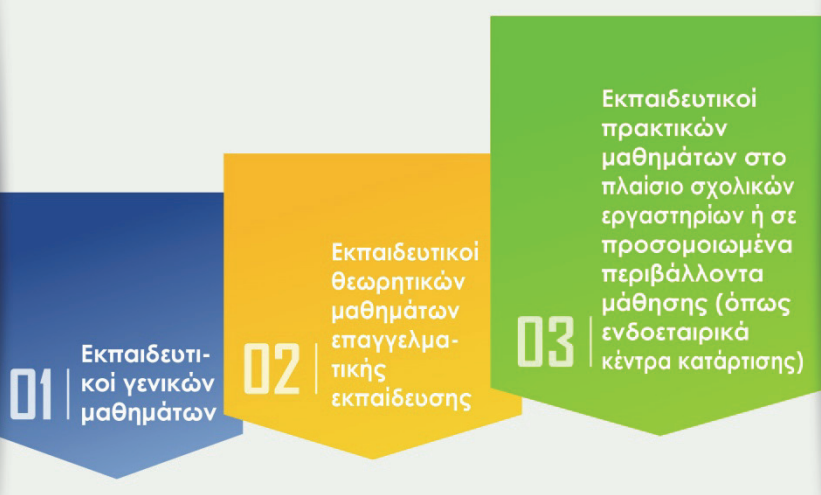 01
Εκπαιδευτι-
κοί γενικών
μαθημάτων
02
Εκπαιδευτικοί
θεωρητικών
μαθημάτων
επαγγελμα-
τικής
εκπαίδευσης
03
Εκπαιδευτικοί
πρακτικών
μαθημάτων στο
πλαίσιο σχολικών
εργαστηρίων ή σε
προσομοιωμένα
περιβάλλοντα
μάθησης (όπως
ενδοεταιρικά
κέντρα κατάρτισης)